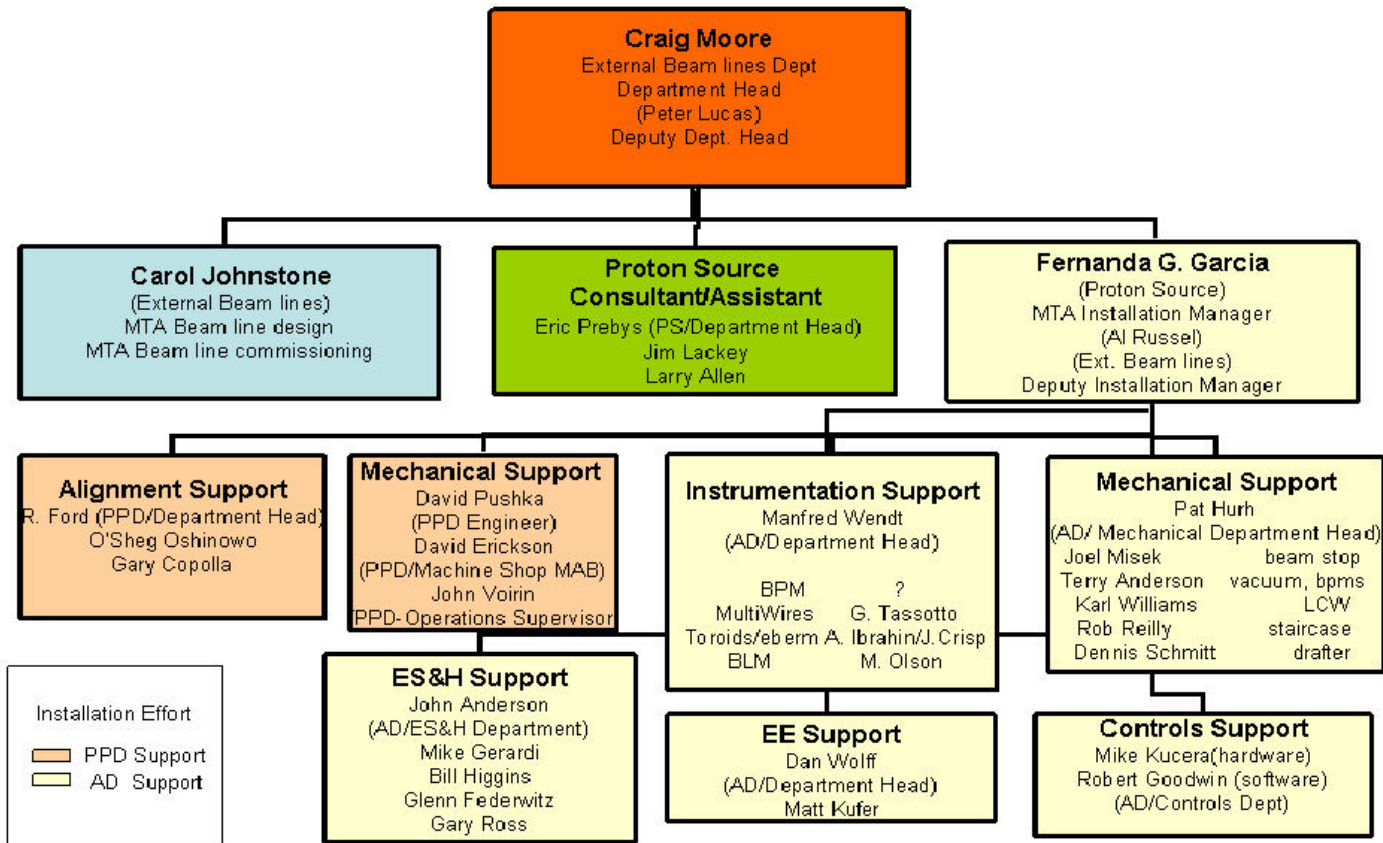 Craig Moore
External Beam lines Dept
Department Head
(Peter Lucas)
Deputy Dept. Head
Carol Johnstone
(External Beam lines)
MTA Beam line design
MTA Beam line commissioning
Proton Source
Consultant/Assistant
Eric Prebys (PS/Department Head)
Jim Lackey
Larry Allen
Fernanda G. Garcia
(Proton Source)
MTA Installation Manager
(Al Russel)
(Ext. Beam lines)
Deputy Installation Manager
Alignment Support
R. Ford (PPD/Department Head)
O'Sheg Oshinowo
Gary Copolla
Mechanical Support
David Pushka
(PPD Engineer)
David Erickson
(PPD/Machine Shop MAB)
John Voirin
(PPD-Operations Supervisor
Instrumentation Support
Manfred Wendt
(AD/Department Head)
BPM ?
MultiWires G. Tassotto
Toroids/eberm A. Ibrahin/J.Crisp
BLM M. Olson
Mechanical Support
Pat Hurh
(AD/ Mechanical Department Head)
Joel Misek beam stop
Terry Anderson vacuum, bpms
Karl Williams LCW
Rob Reilly staircase
Dennis Schmitt drafter
ES&H Support
John Anderson
(AD/ES&H Department)
Mike Gerardi
Bill Higgins
Glenn Federwitz
Gary Ross
EE Support
Dan Wolff
(AD/Department Head)
Matt Kufer
Controls Support
Mike Kucera(hardware)
Robert Goodwin (software)
(AD/Controls Dept)
Installation Effort
PPD Support
AD Support